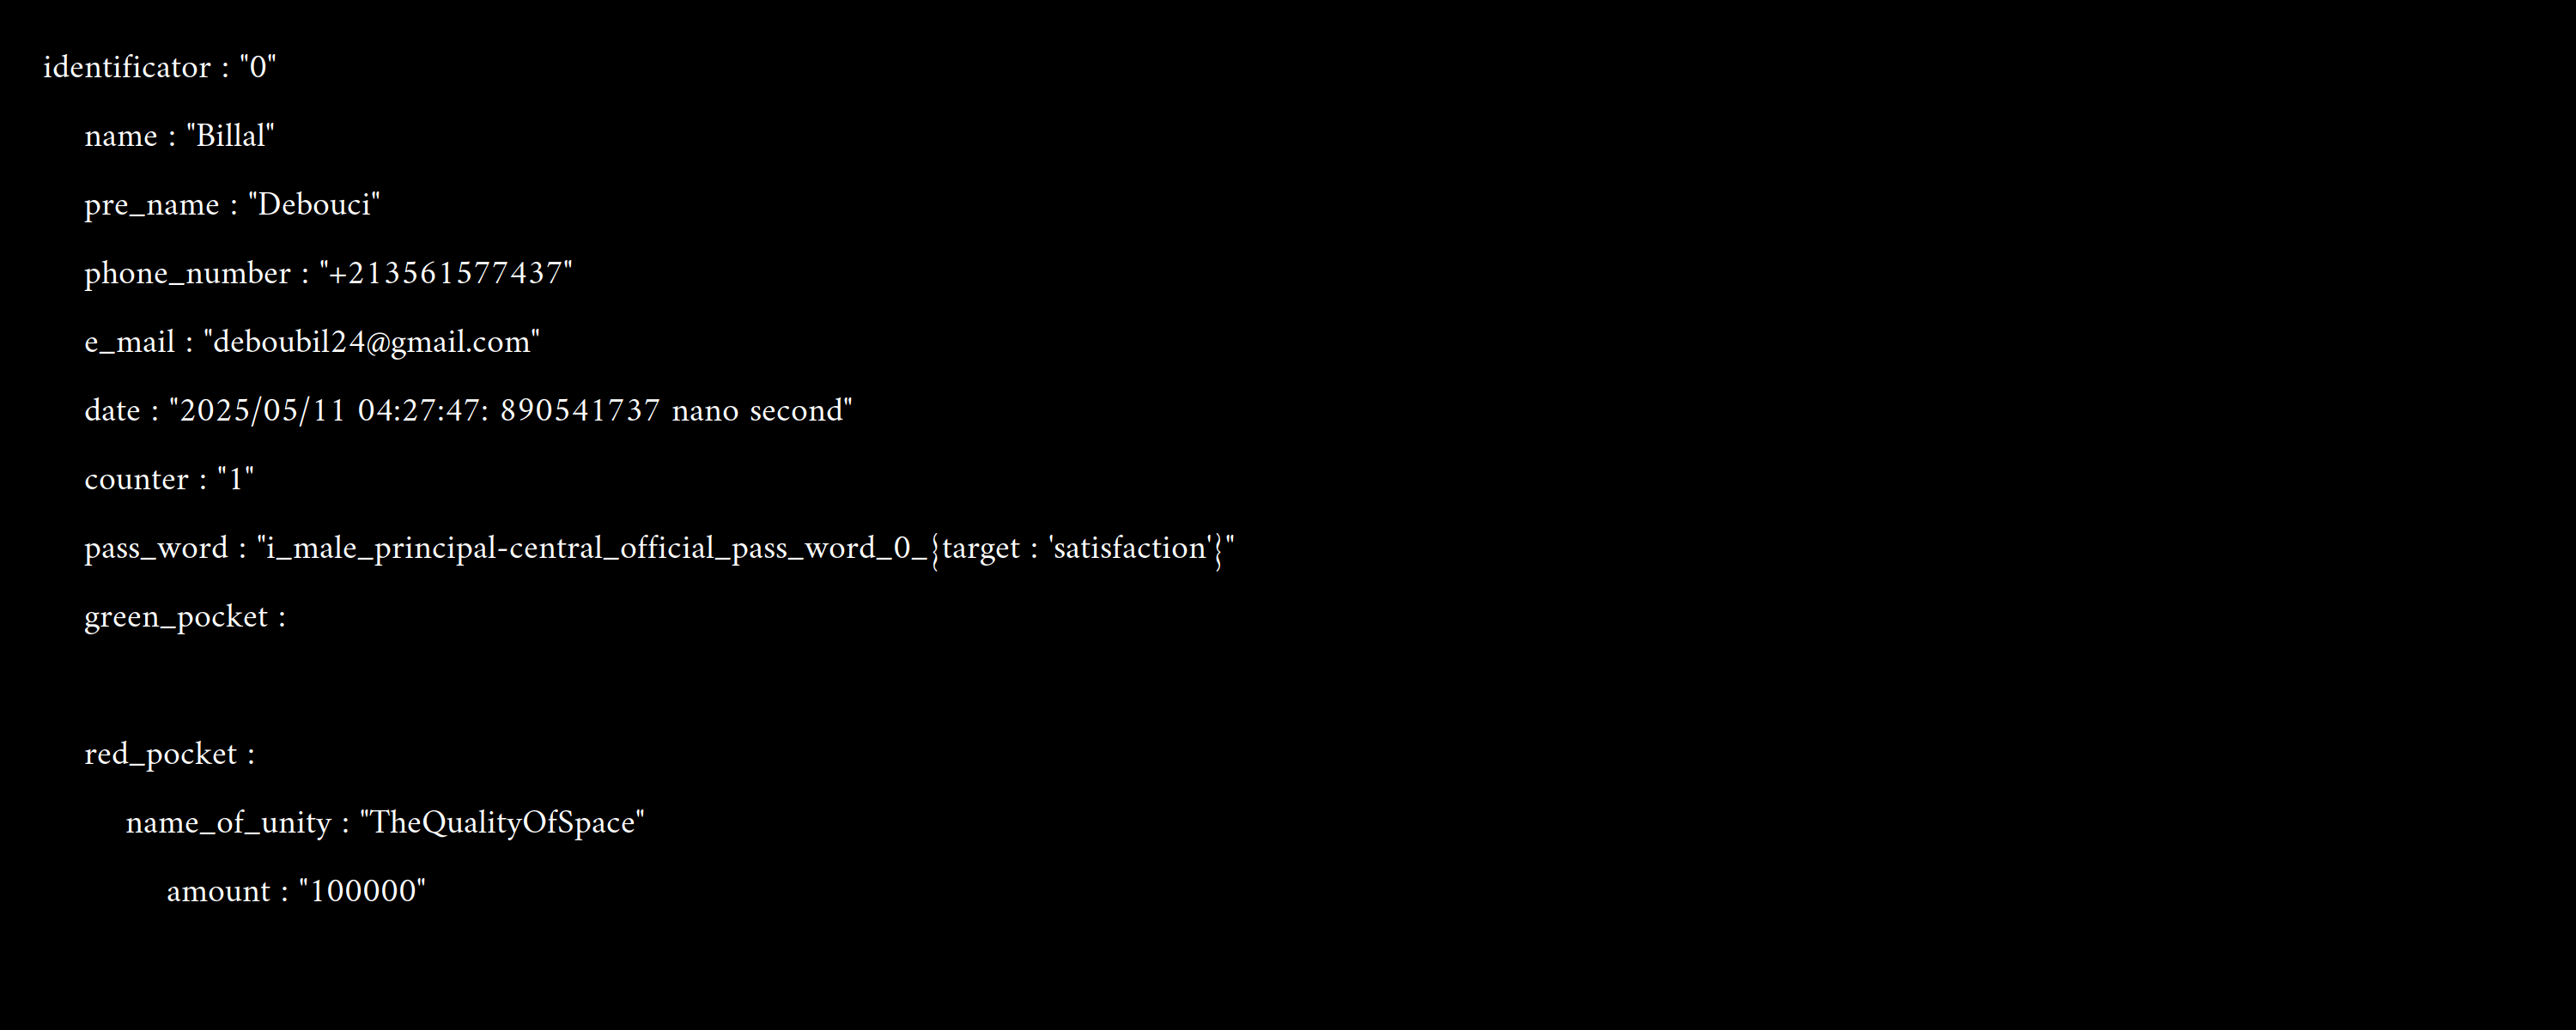 identificator : "0"
name : "Billal"
pre_name : "Debouci"
phone_number : "+213561577437"
e_mail : "deboubil24@gmail.com"
date : "2025/05/11 04:27:47: 890541737 nano second"
counter : "1"
pass_word : "i_male_principal-central_official_pass_word_0_{target : 'satisfaction'}"
green_pocket :
red_pocket :
name_of_unity : "TheQualityOfSpace"
amount : "100000"